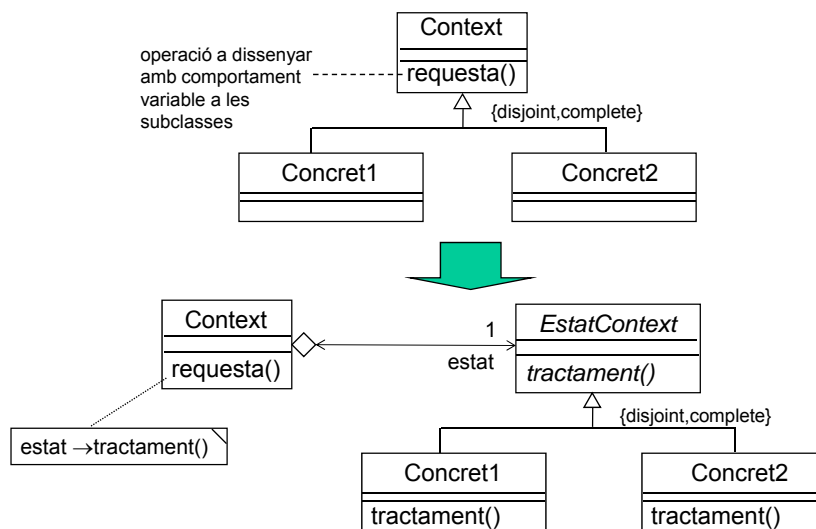 Context
operació a dissenyar
amb comportament
variable a les
subclasses
requesta()
{disjoint,complete}
Concret1
Concret2
Context
requesta()
1
estat
EstatContext
tractament()
estat →tractament()
{disjoint,complete}
Concret1
tractament()
Concret2
tractament()